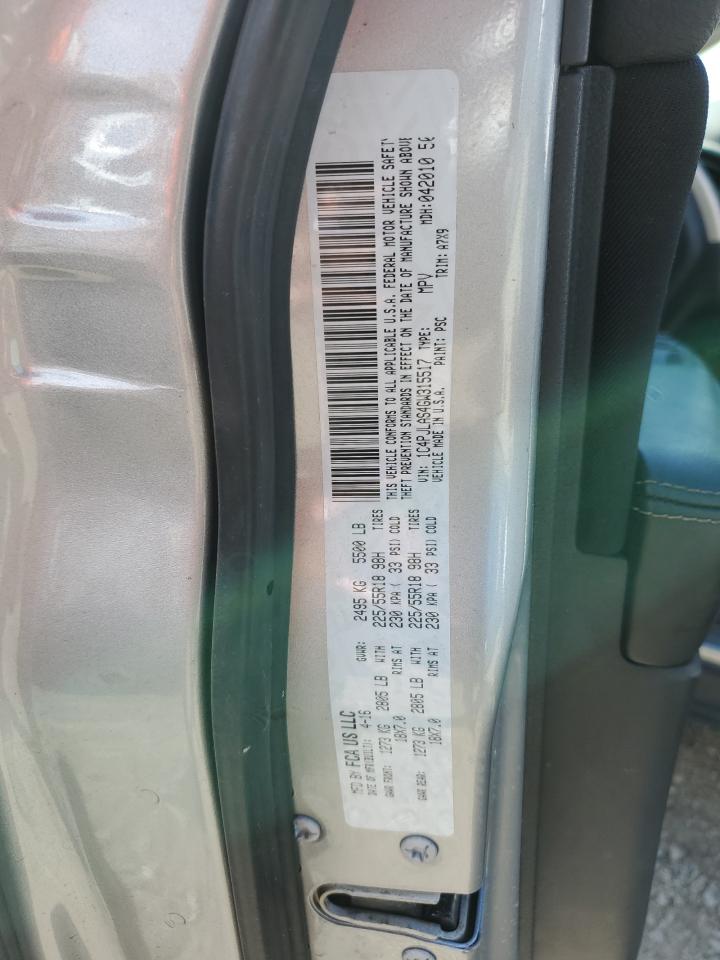 MFD BY FCA US LLC
DATE OF MFR(BUILT): 4-16 GVWR: 2495 KG 5500 LB
GAWR FRONT: 1273 KG 2805 LB WITH 225/55R18 98H TIRES
18X7.0 RIMS AT 230 KPA ( 33 PSI) COLD
GAWR REAR: 1273 KG 2805 LB WITH 225/55R18 98H TIRES
18X7.0 RIMS AT 230 KPA ( 33 PSI) COLD
THIS VEHICLE CONFORMS TO ALL APPLICABLE U.S.A. FEDERAL MOTOR VEHICLE SAFETY
THEFT PREVENTION STANDARDS IN EFFECT ON THE DATE OF MANUFACTURE SHOWN ABOVE
VIN: 1C4PJLAS4GW315517 TYPE: MPV MDH:042010 50
VEHICLE MADE IN U.S.A. PAINT: PSC TRIM: A7X9